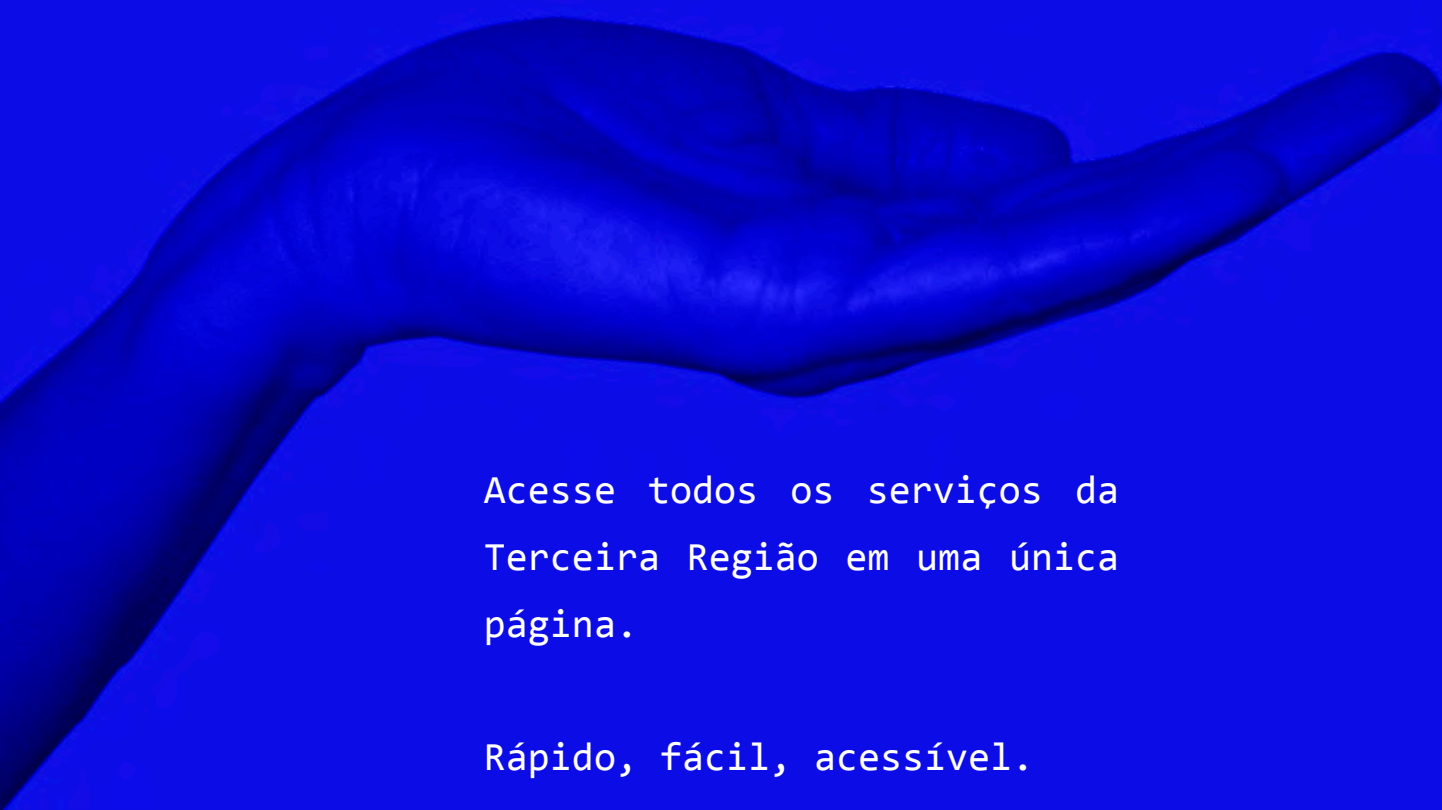 Acesse todos os serviços da
Terceira Região em uma única
página.
Rápido, fácil, acessível.